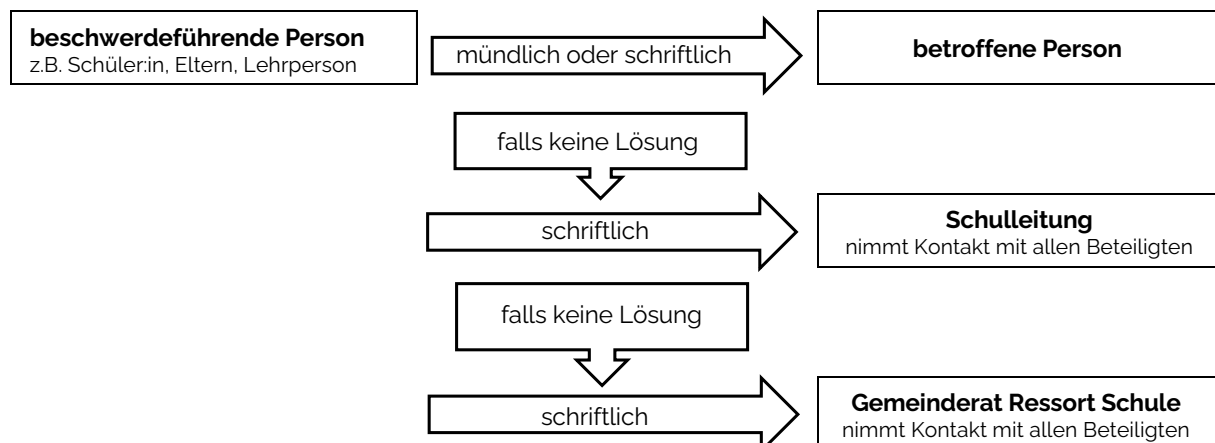 beschwerdeführende Person
z.B. Schüler:in, Eltern, Lehrperson
mündlich oder schriftlich
betroffene Person
falls keine Lösung
schriftlich
Schulleitung
nimmt Kontakt mit allen Beteiligten
falls keine Lösung
schriftlich
Gemeinderat Ressort Schule
nimmt Kontakt mit allen Beteiligten